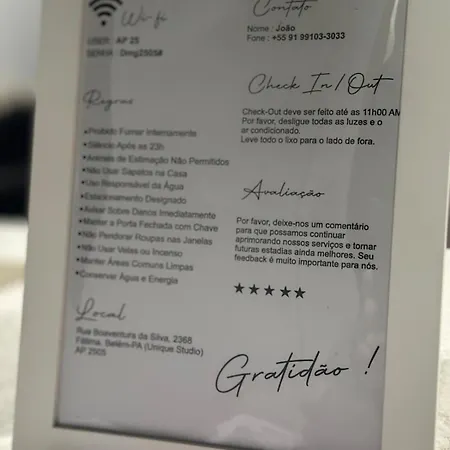 Wi-fi
USER: AP 25
SENHA: Dmg2505#
Regras
Proibido Fumar Internamente
Silêncio Após as 23h
Animais de Estimação Não Permitidos
Não Usar Sapatos na Casa
Uso Responsável da Água
Estacionamento Designado
Avisar Sobre Danos Imediatamente
Manter a Porta Fechada com Chave
Não Pendurar Roupas nas Janelas
Não Usar Velas ou Incenso
Manter Áreas Comuns Limpas
Conservar Água e Energia
Local
Rua Boaventura da Silva, 2368
Fátima, Belém-PA (Unique Studio)
AP 2505
Contato
Nome : João
Fone : +55 91 99103-3033
Check In/Out
Check-Out deve ser feito até as 11h00 AM
Por favor, desligue todas as luzes e o
ar condicionado.
Leve todo o lixo para o lado de fora.
Avaliação
Por favor, deixe-nos um comentário
para que possamos continuar
aprimorando nossos serviços e tornar
futuras estadias ainda melhores. Seu
feedback é muito importante para nós.
Gratidão !